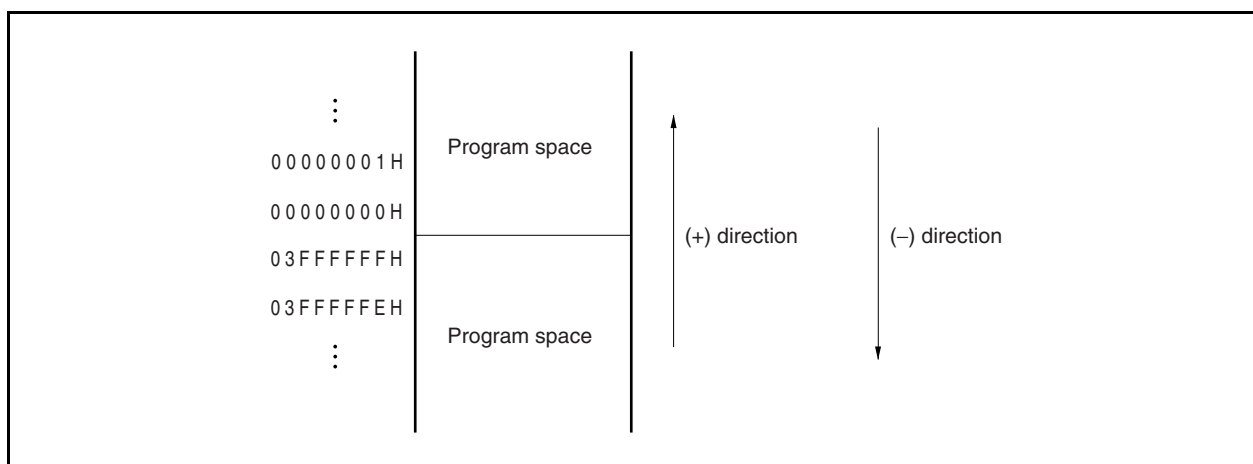 ⋮
00000001H
Program space
00000000H
(+) direction
(−) direction
03FFFFFFH
03FFFFFEH
Program space
⋮